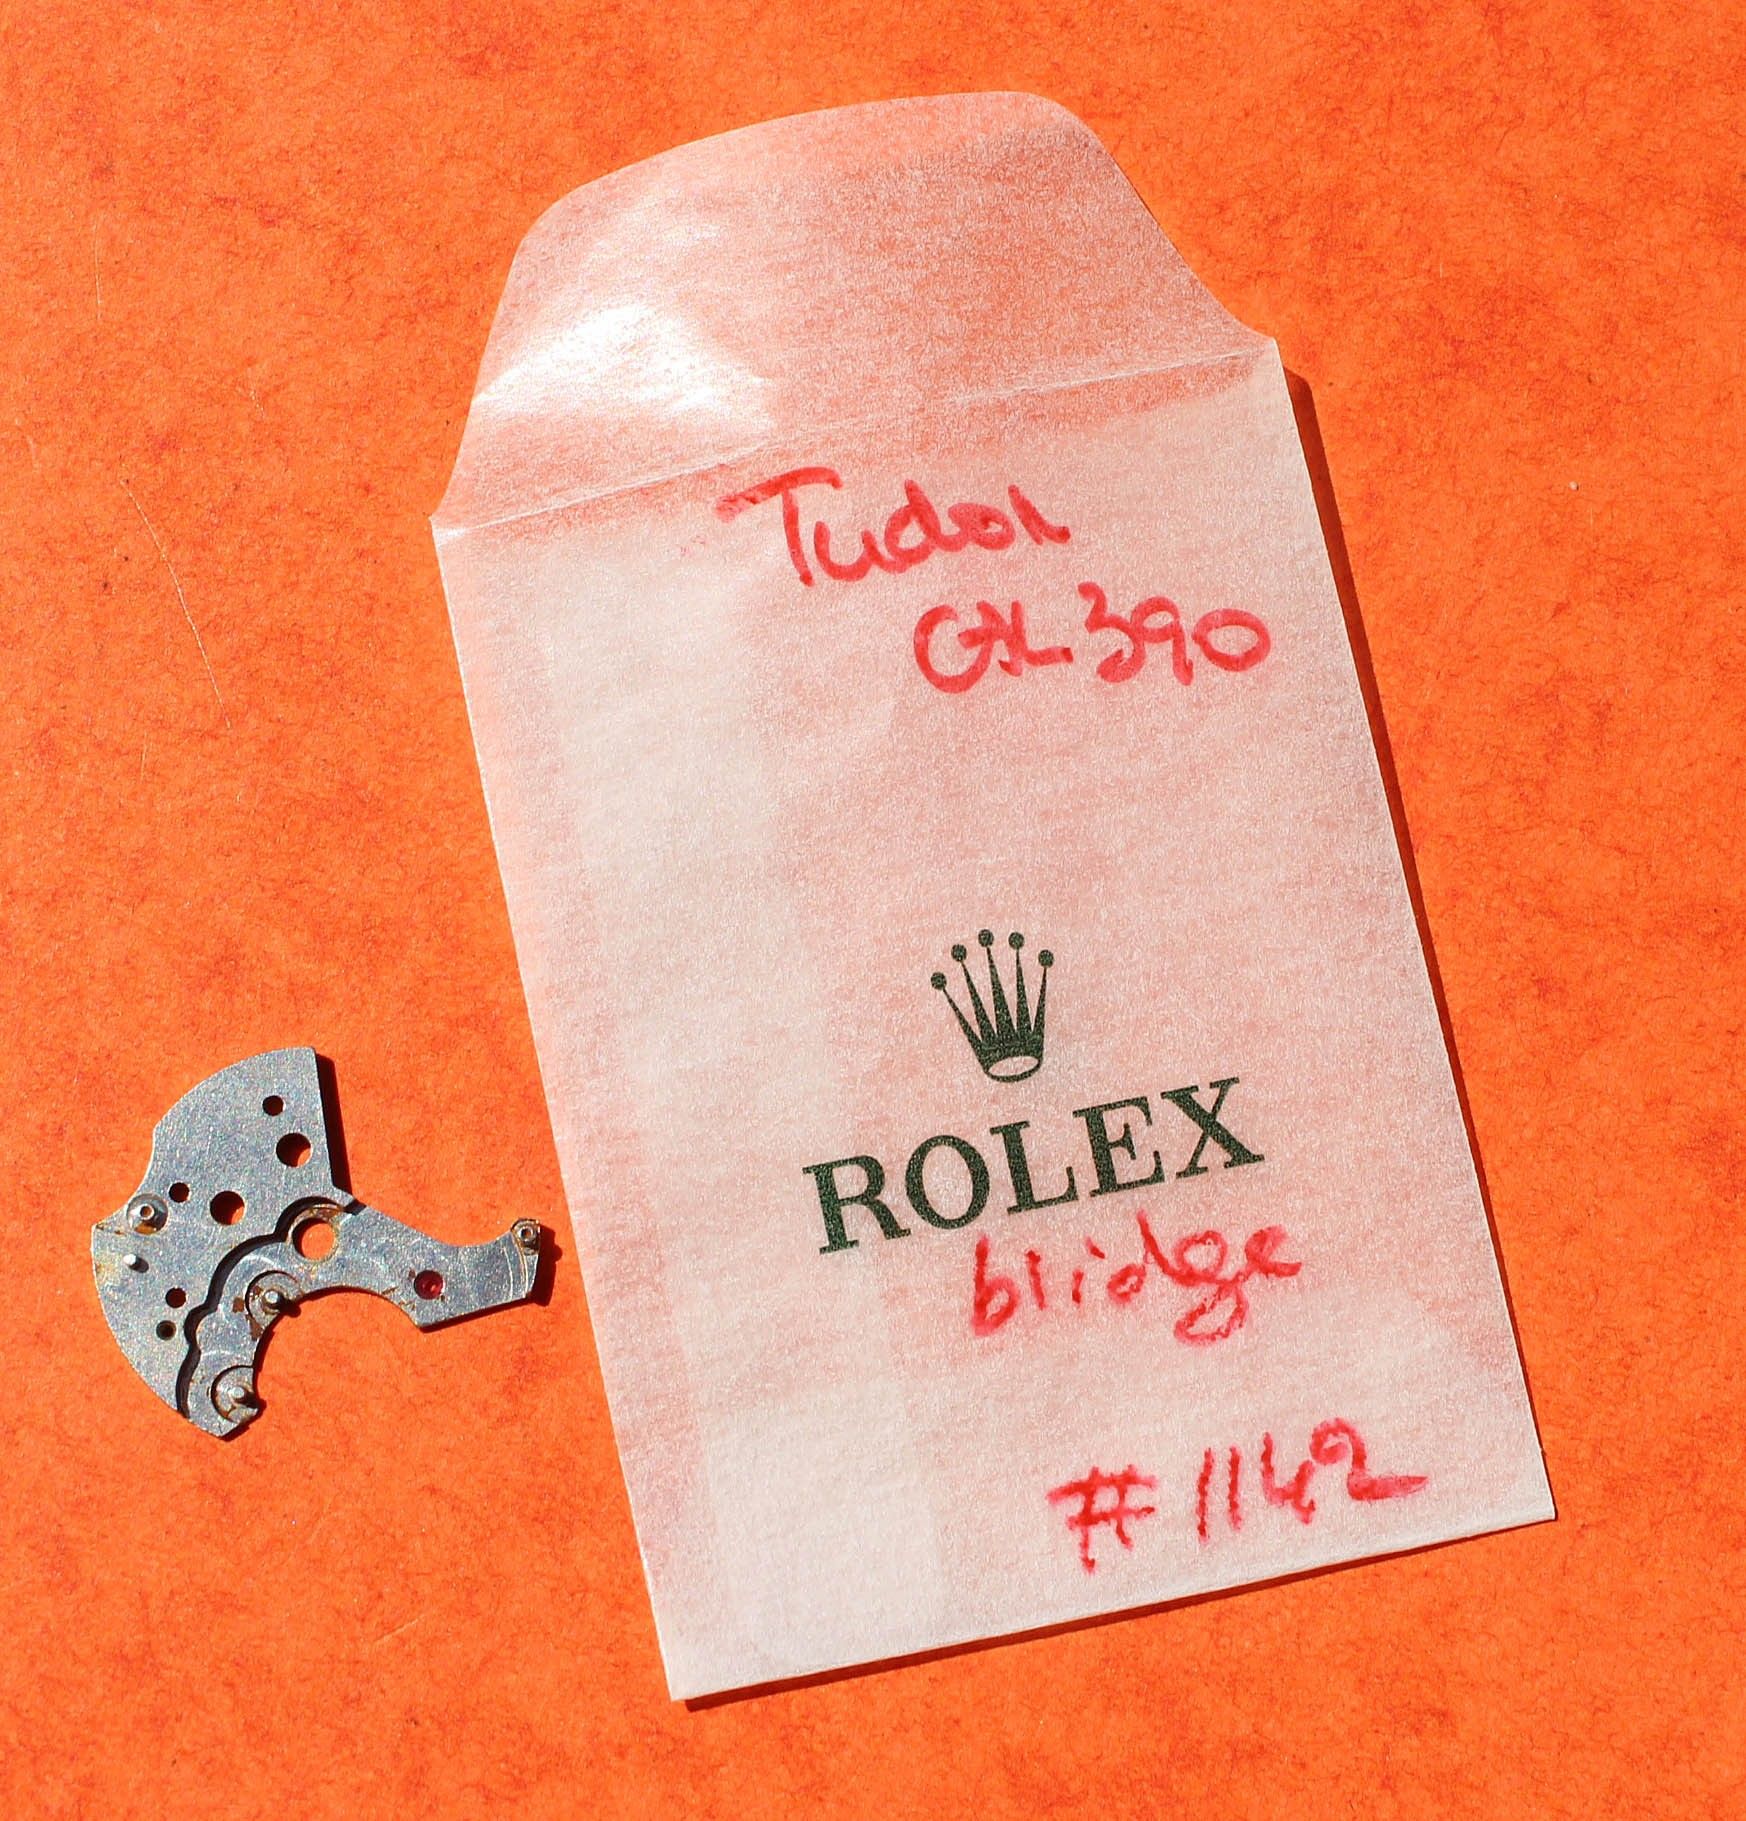 Tudor
CAL 390
ROLEX
bridge
# 1142